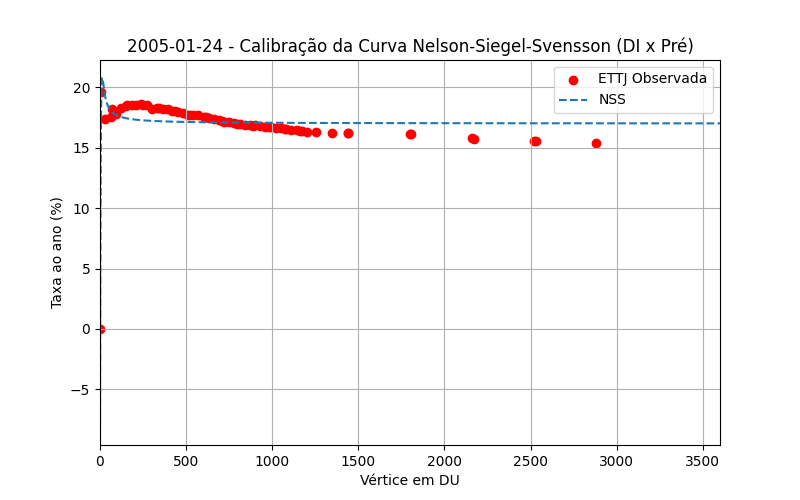 2005-01-24 - Calibração da Curva Nelson-Siegel-Svensson (DI x Pré)
ETTJ Observada
NSS
Taxa ao ano (%)
20
15
10
5
0
−5
0 500 1000 1500 2000 2500 3000 3500
Vértice em DU